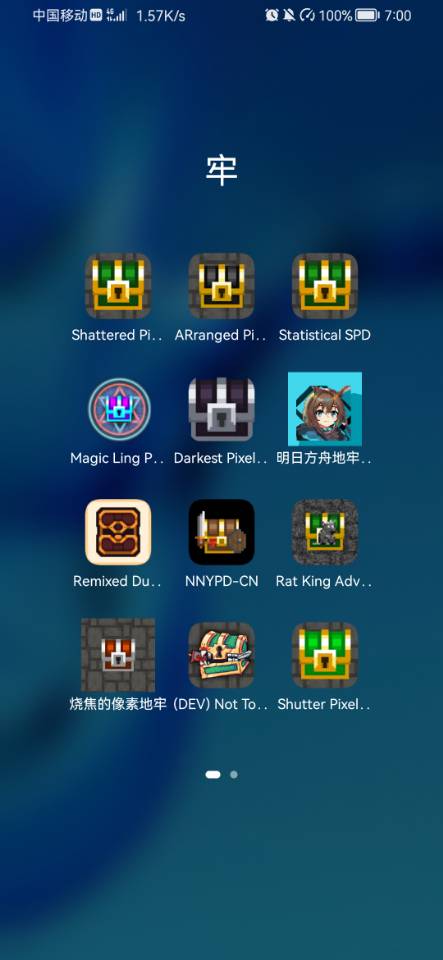 中国移动 HD 4G 1.57K/s 100% 7:00
牢
Shattered Pi.. ARranged Pi.. Statistical SPD
Magic Ling P.. Darkest Pixel.. 明日方舟地牢..
Remixed Du.. NNYPD-CN Rat King Adv..
烧焦的像素地牢 (DEV) Not To.. Shutter Pixel..